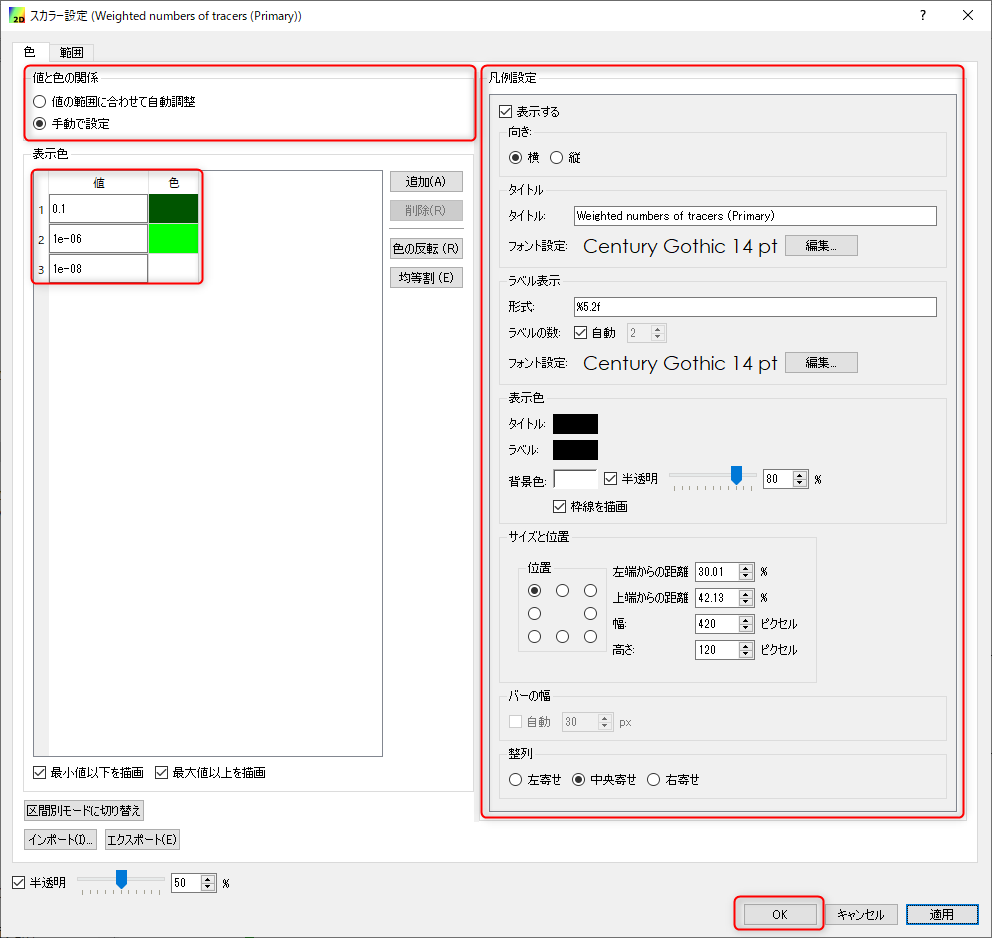 2D スカラー設定 (Weighted numbers of tracers (Primary))
?
色 範囲
値と色の関係
値の範囲に合わせて自動調整
手動で設定
表示色
値 色
1 0.1
2 1e-06
3 1e-08
追加(A)
削除(R)
色の反転 (R)
均等割 (E)
最小値以下を描画 最大値以上を描画
区間別モードに切り替え
インポート(I)... エクスポート(E)
凡例設定
表示する
向き:
横 縦
タイトル
タイトル: Weighted numbers of tracers (Primary)
フォント設定: Century Gothic 14 pt 編集...
ラベル表示
形式: %5.2f
ラベルの数: 自動 2
フォント設定: Century Gothic 14 pt 編集...
表示色
タイトル:
ラベル:
背景色: 半透明 80 %
枠線を描画
サイズと位置
位置
左端からの距離 30.01 %
上端からの距離 42.13 %
幅: 420 ピクセル
高さ: 120 ピクセル
バーの幅
自動 30 px
整列
左寄せ 中央寄せ 右寄せ
半透明 50 %
OK キャンセル 適用